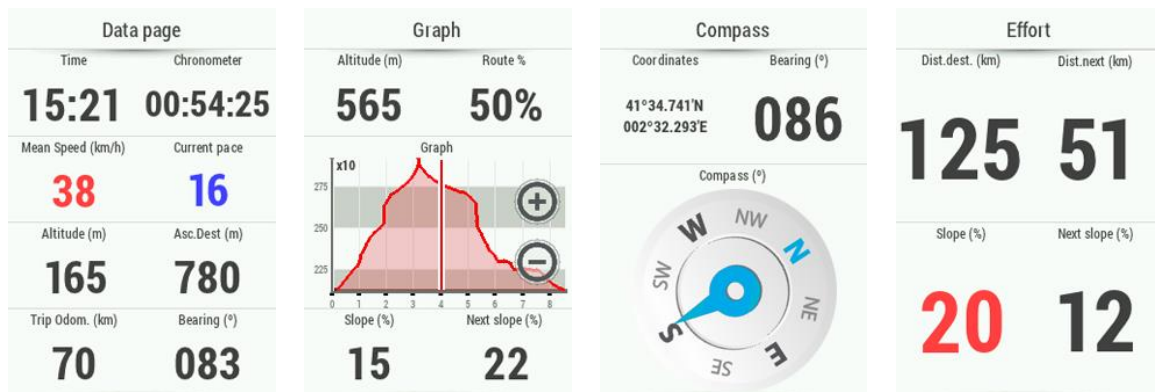 Data page
Time Chronometer
15:21 00:54:25
Mean Speed (km/h) Current pace
38 16
Altitude (m) Asc.Dest (m)
165 780
Trip Odom. (km) Bearing (º)
70 083
Graph
Altitude (m) Route %
565 50%
Graph
x10
275
250
225
0 1 2 3 4 5 6 7 8
Slope (%) Next slope (%)
15 22
Compass
Coordinates Bearing (º)
41°34.741'N
002°32.293'E
086
Compass (º)
W NW N
SW NE
S SE E
Effort
Dist.dest. (km) Dist.next (km)
125 51
Slope (%) Next slope (%)
20 12